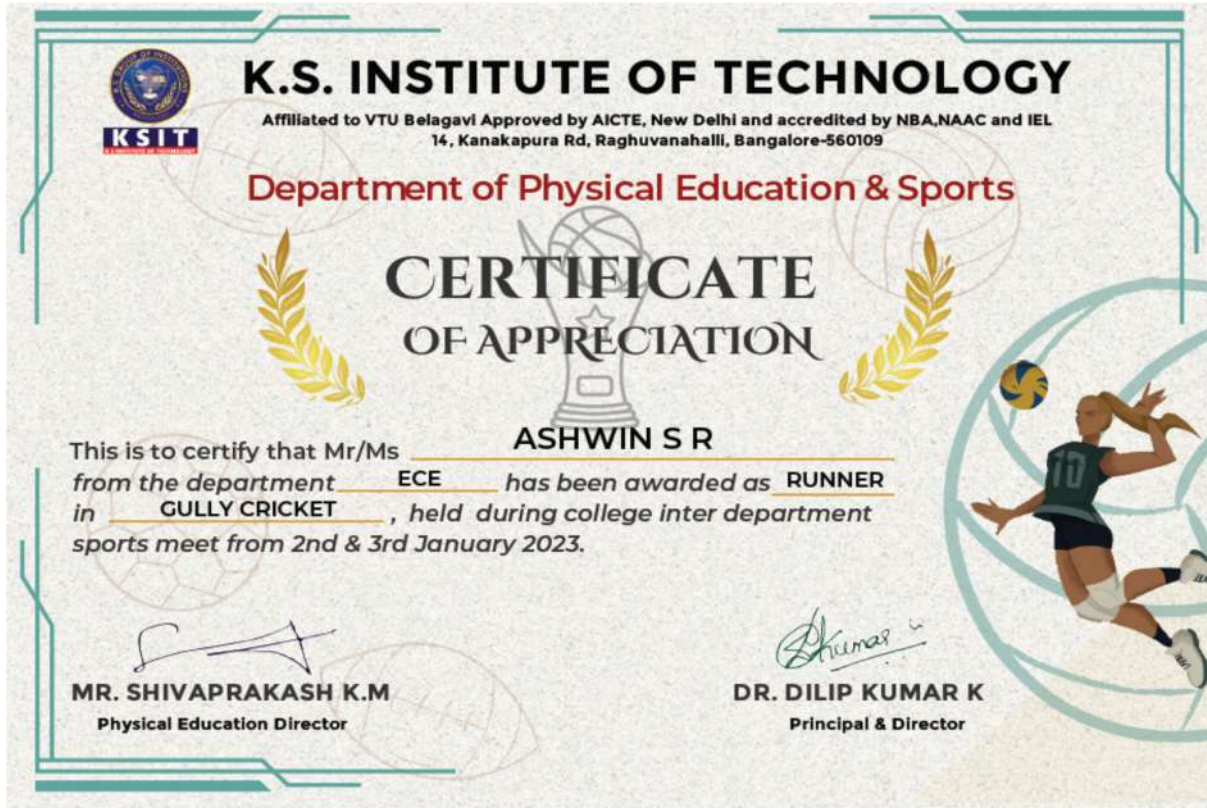 K.S. INSTITUTE OF TECHNOLOGY
Affiliated to VTU Belagavi Approved by AICTE, New Delhi and accredited by NBA,NAAC and IEL
14, Kanakapura Rd, Raghuvanahalli, Bangalore-560109
KSIT
Department of Physical Education & Sports
CERTIFICATE
OF APPRECIATION
This is to certify that Mr/Ms ASHWIN S R
from the department ECE has been awarded as RUNNER
in GULLY CRICKET , held during college inter department
sports meet from 2nd & 3rd January 2023.
MR. SHIVAPRAKASH K.M
Physical Education Director
DR. DILIP KUMAR K
Principal & Director
10